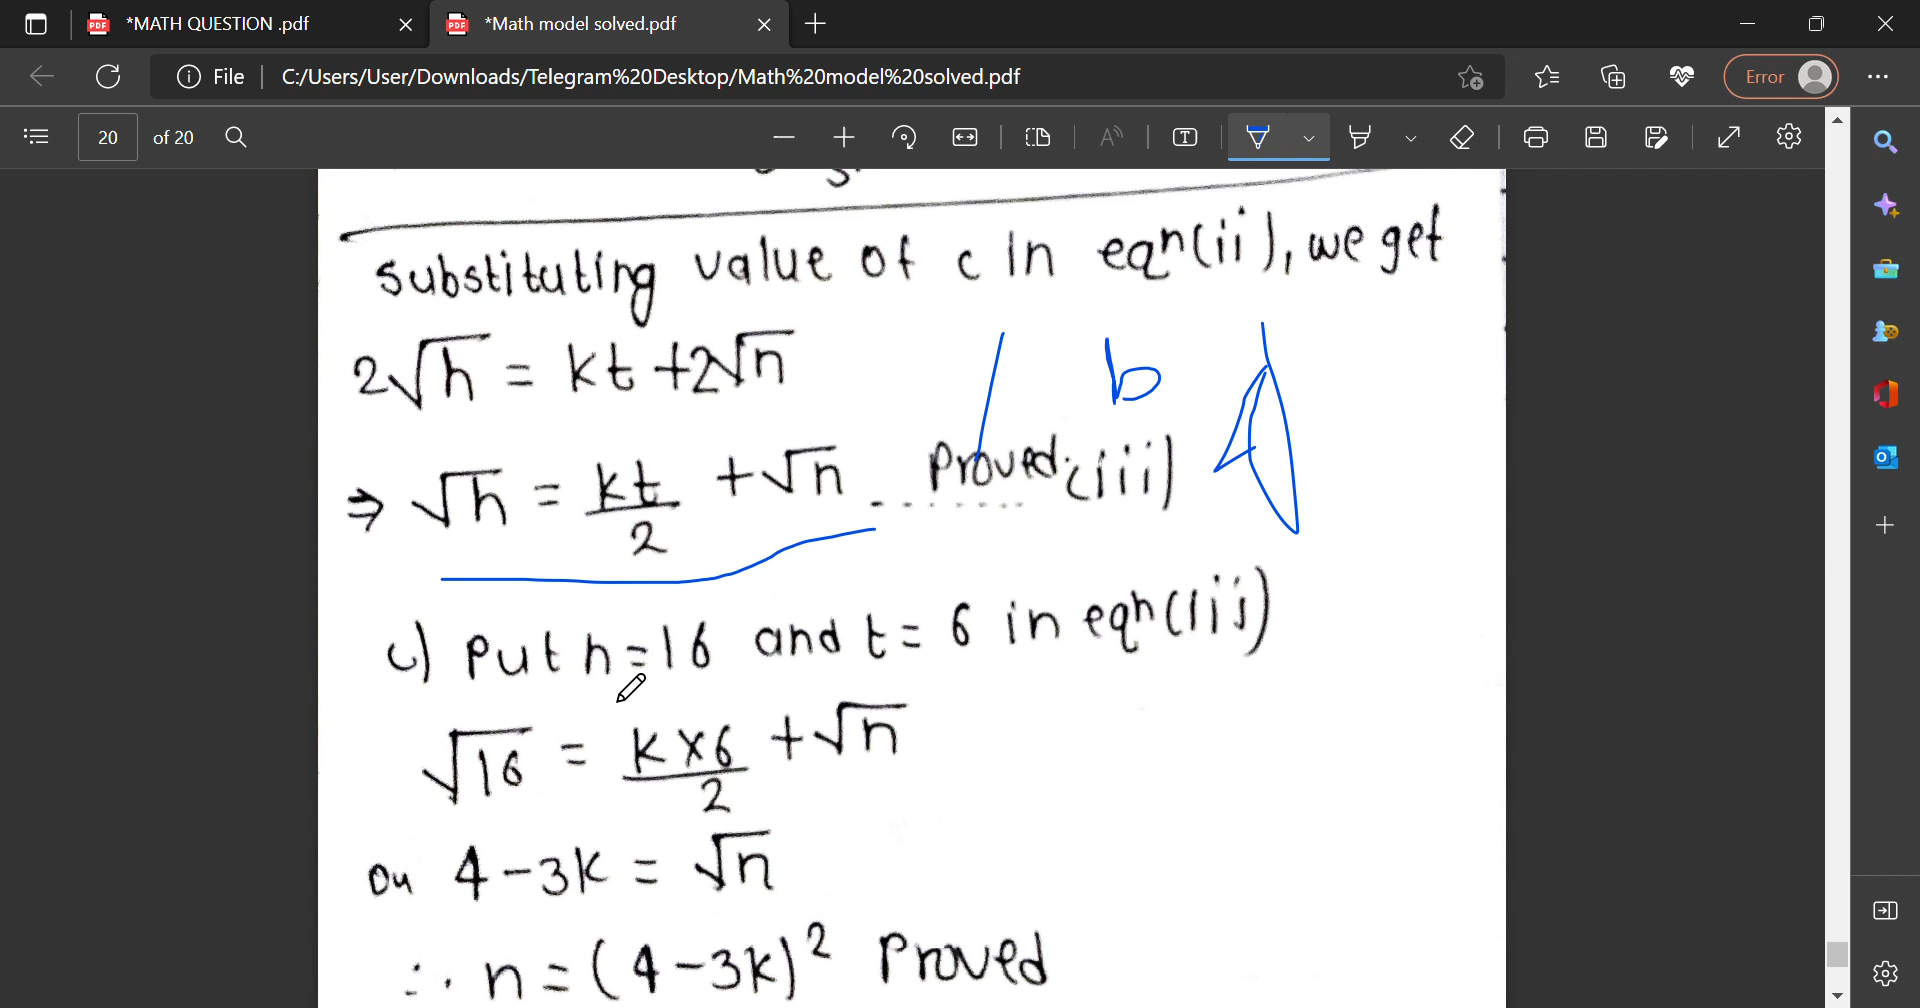 *MATH QUESTION .pdf
*Math model solved.pdf
File
C:/Users/User/Downloads/Telegram%20Desktop/Math%20model%20solved.pdf
Error
20 of 20
substituting value of c in eqn(ii), we get
2√h = kt + 2√n
b
⇒ √h = kt/2 + √n ......... Proved.(iii)
c) Put h=16 and t= 6 in eqn(iii)
√16 = k×6/2 + √n
4-3k = √n
∴ n = (4-3k)² Proved